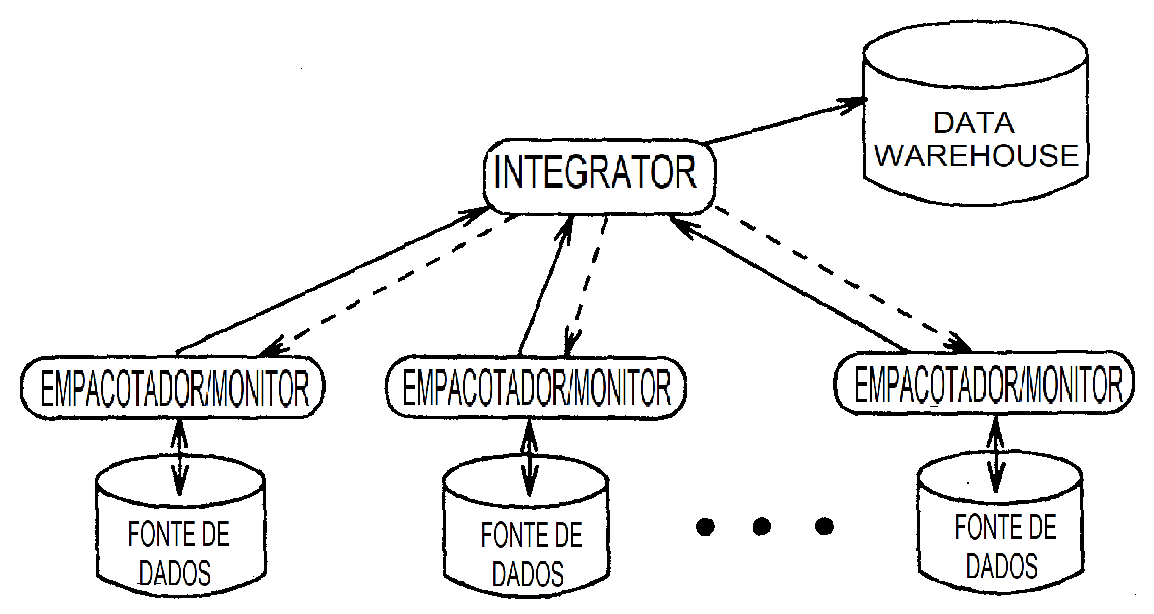 DATA
WAREHOUSE
INTEGRATOR
EMPACOTADOR/MONITOR
EMPACOTADOR/MONITOR
EMPACOTADOR/MONITOR
FONTE DE
DADOS
FONTE DE
DADOS
FONTE DE
DADOS